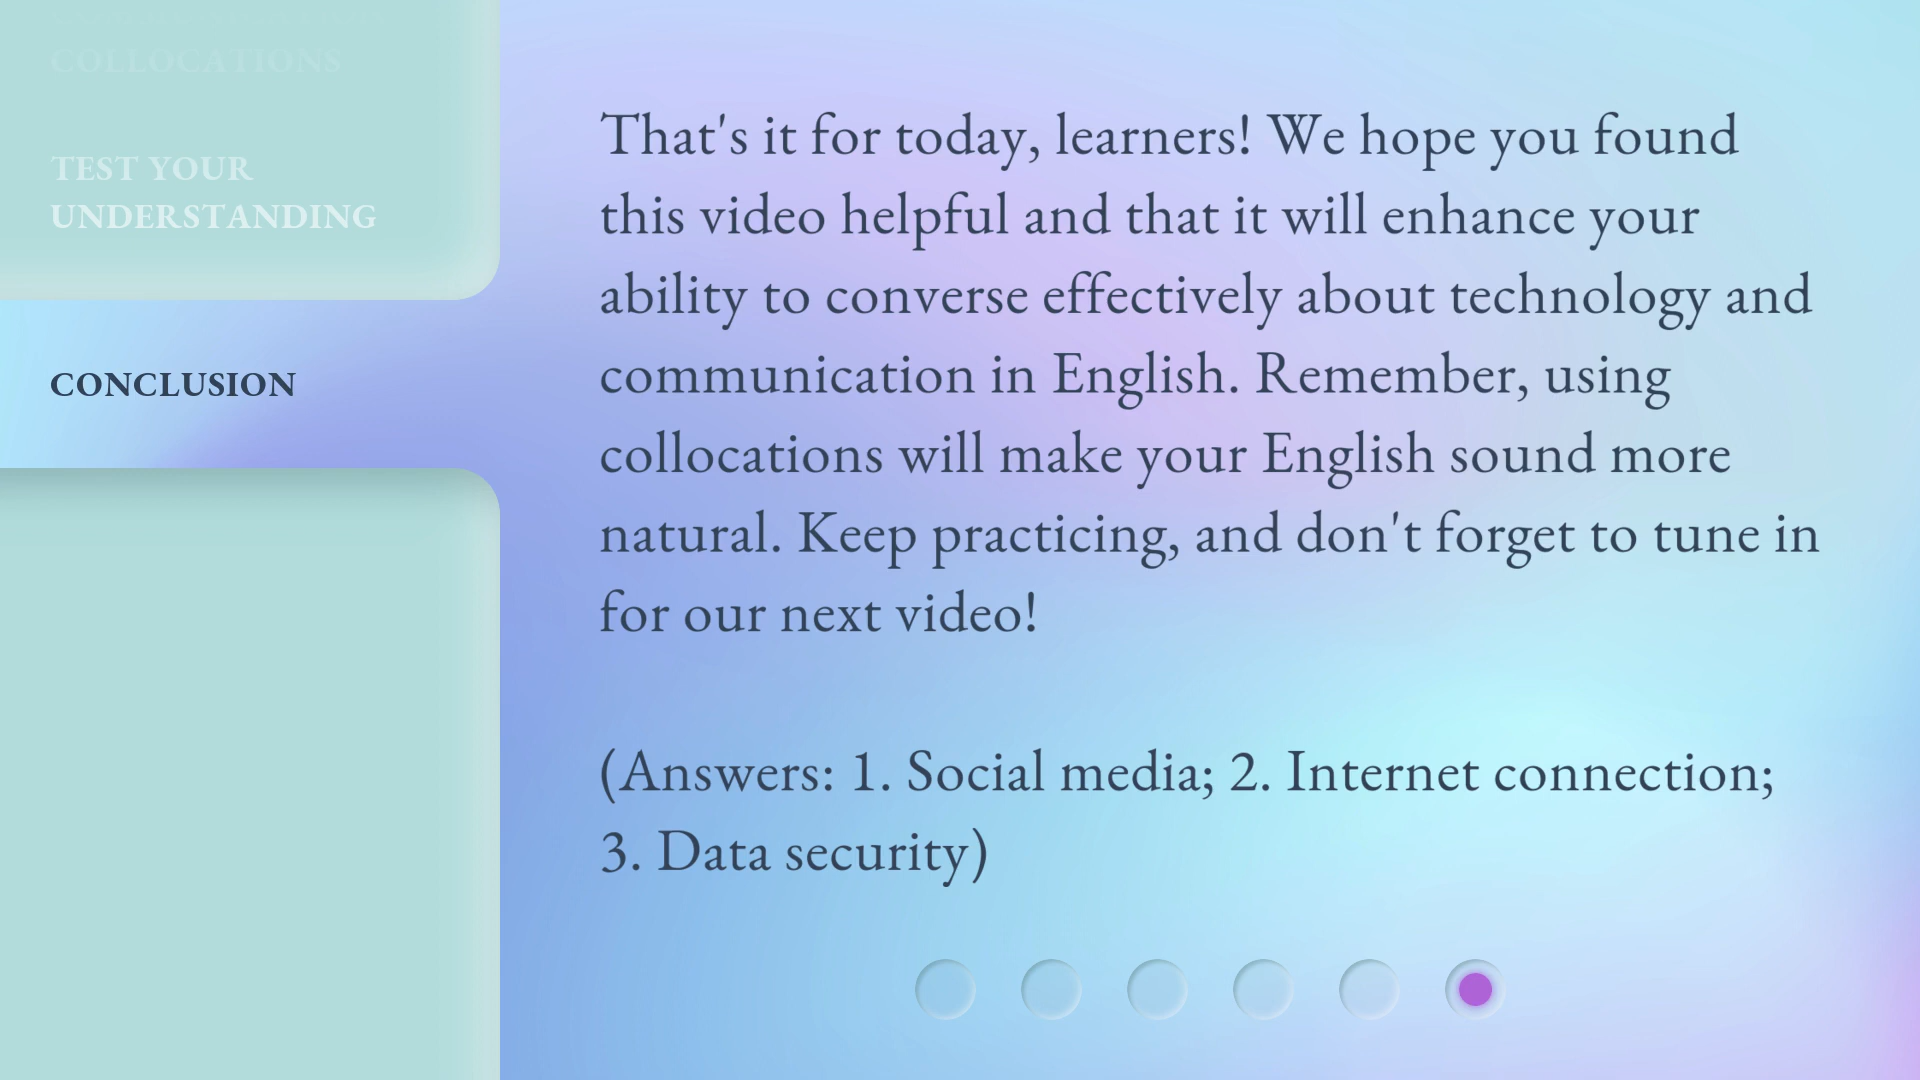 COLLOCATIONS
TEST YOUR
UNDERSTANDING
CONCLUSION
That's it for today, learners! We hope you found
this video helpful and that it will enhance your
ability to converse effectively about technology and
communication in English. Remember, using
collocations will make your English sound more
natural. Keep practicing, and don't forget to tune in
for our next video!
(Answers: 1. Social media; 2. Internet connection;
3. Data security)